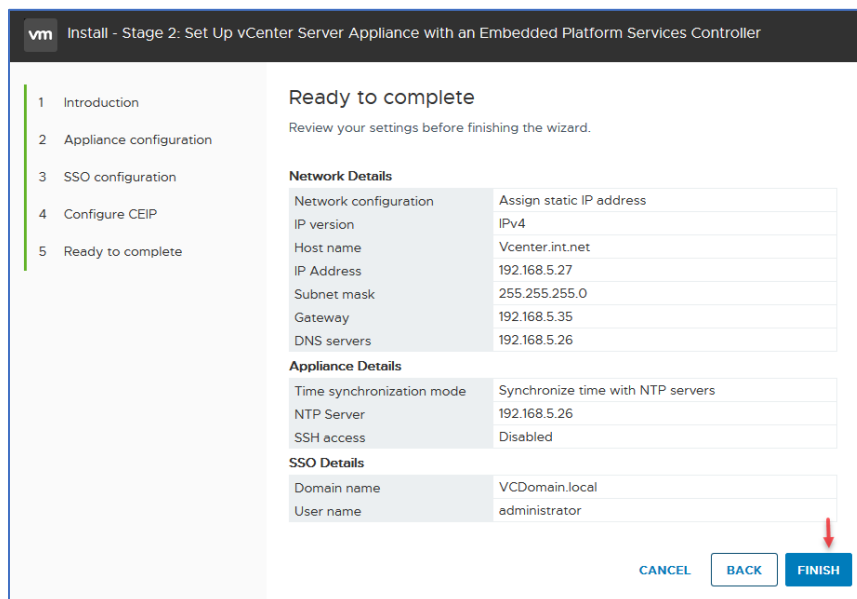 vm Install - Stage 2: Set Up vCenter Server Appliance with an Embedded Platform Services Controller
1 Introduction
2 Appliance configuration
3 SSO configuration
4 Configure CEIP
5 Ready to complete
Ready to complete
Review your settings before finishing the wizard.
Network Details
Network configuration Assign static IP address
IP version IPv4
Host name Vcenter.int.net
IP Address 192.168.5.27
Subnet mask 255.255.255.0
Gateway 192.168.5.35
DNS servers 192.168.5.26
Appliance Details
Time synchronization mode Synchronize time with NTP servers
NTP Server 192.168.5.26
SSH access Disabled
SSO Details
Domain name VCDomain.local
User name administrator
CANCEL BACK FINISH